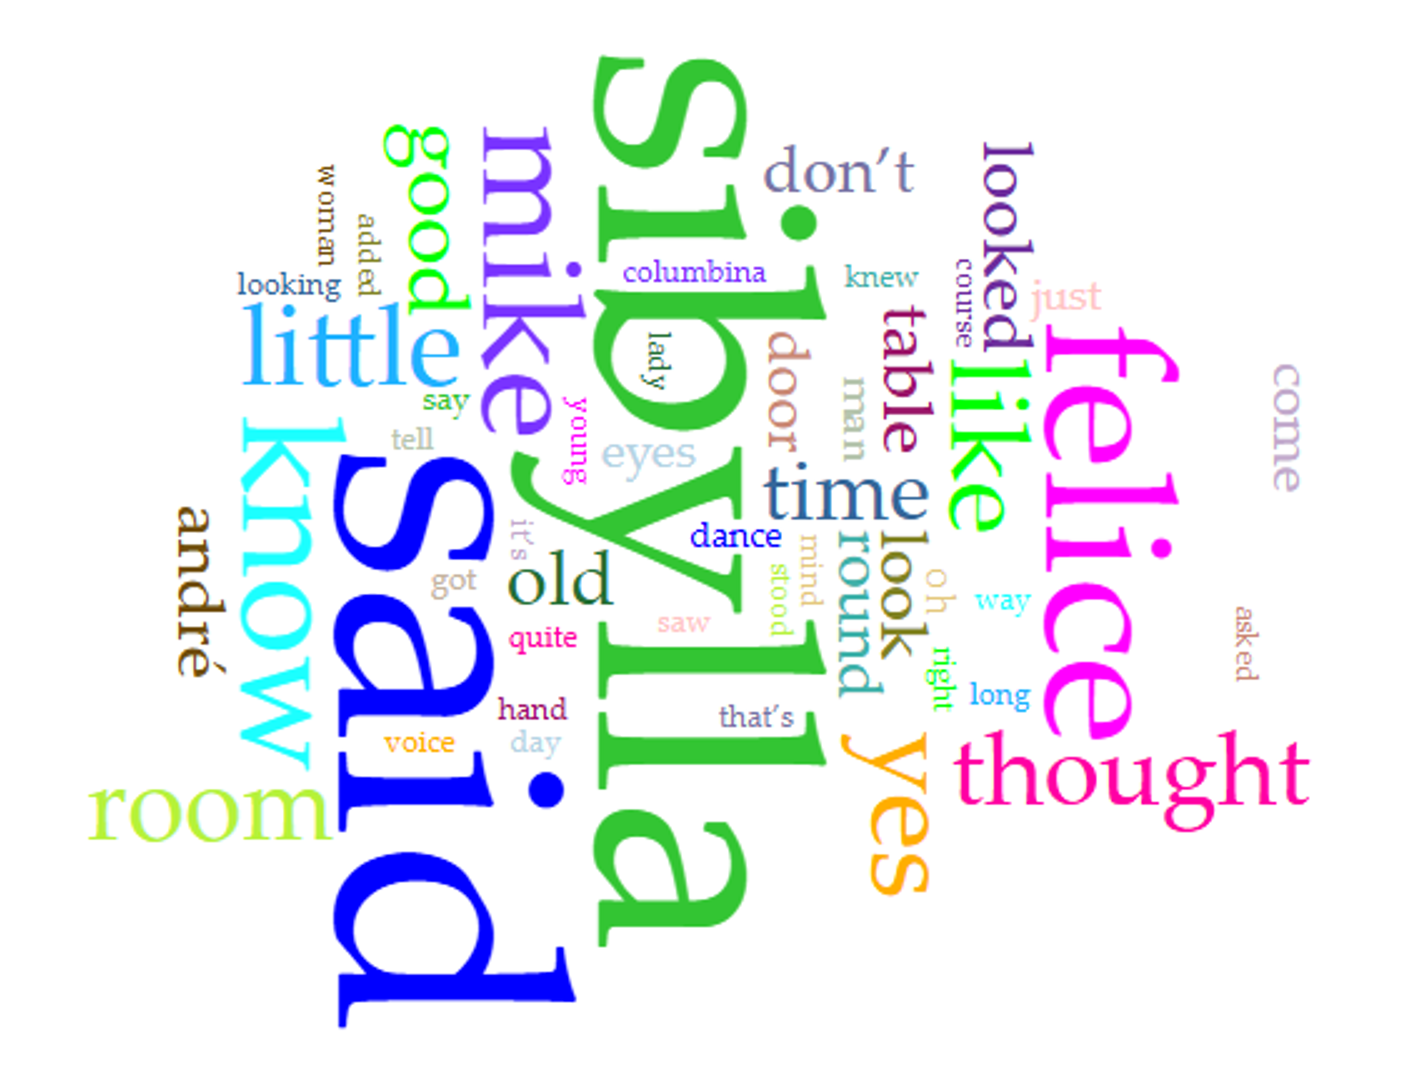 sibylla
said
felice
mike
know
thought
little
good
room
like
looked
yes
time
don't
old
table
look
round
andré
door
come
eyes
just
columbina
dance
knew
looking
woman
added
say
tell
young
lady
man
course
it's
got
quite
hand
day
voice
saw
that's
stood
mind
oh
right
way
long
asked